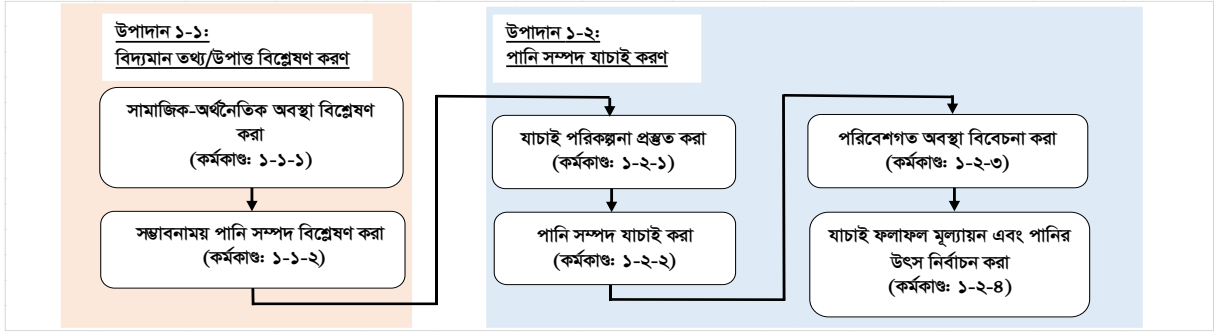 উপাদান ১-১:
বিদ্যমান তথ্য/উপাত্ত বিশ্লেষণ করণ
সামাজিক-অর্থনৈতিক অবস্থা বিশ্লেষণ
করা
(কর্মকাণ্ড: ১-১-১)
সম্ভাবনাময় পানি সম্পদ বিশ্লেষণ করা
(কর্মকাণ্ড: ১-১-২)
উপাদান ১-২:
পানি সম্পদ যাচাই করণ
যাচাই পরিকল্পনা প্রস্তুত করা
(কর্মকাণ্ড: ১-২-১)
পানি সম্পদ যাচাই করা
(কর্মকাণ্ড: ১-২-২)
পরিবেশগত অবস্থা বিবেচনা করা
(কর্মকাণ্ড: ১-২-৩)
যাচাই ফলাফল মূল্যায়ন এবং পানির
উৎস নির্বাচন করা
(কর্মকাণ্ড: ১-২-৪)